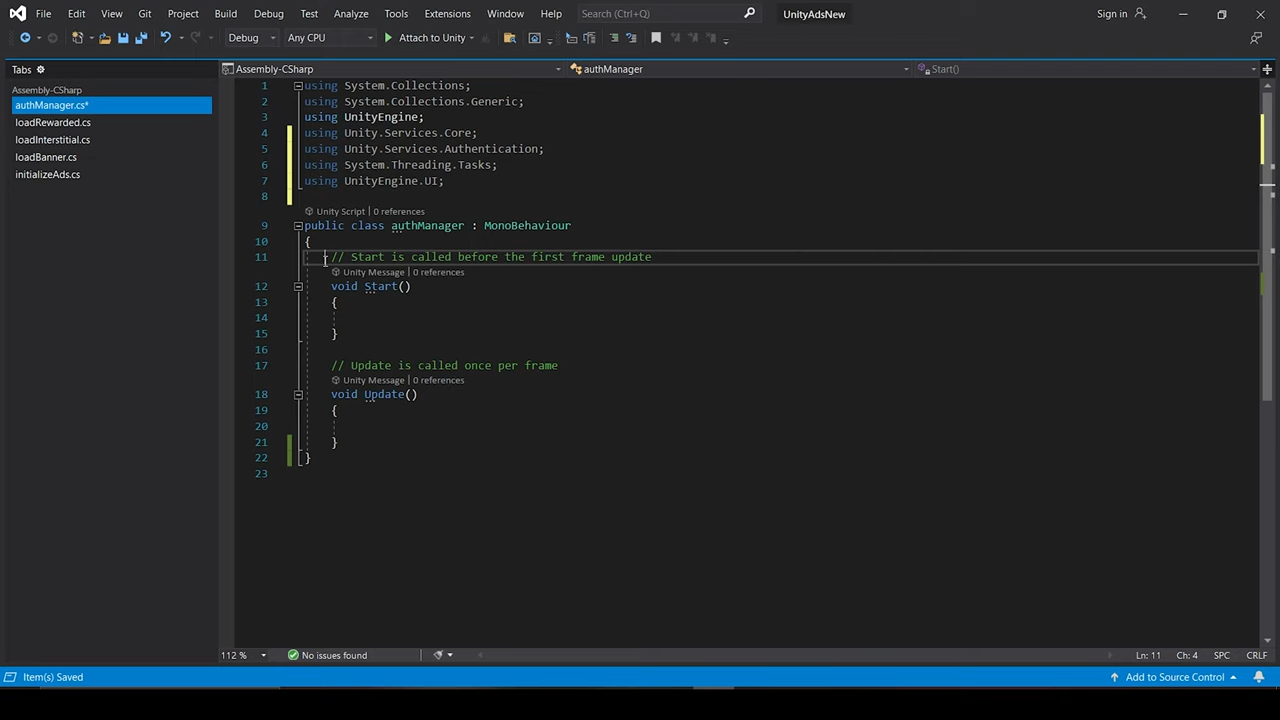 File Edit View Git Project Build Debug Test Analyze Tools Extensions Window Help Search (Ctrl+Q) UnityAdsNew Sign in
Debug Any CPU Attach to Unity
Tabs
Assembly-CSharp authManager Start()
Assembly-CSharp
authManager.cs*
loadRewarded.cs
loadInterstitial.cs
loadBanner.cs
initializeAds.cs
1 using System.Collections;
2 using System.Collections.Generic;
3 using UnityEngine;
4 using Unity.Services.Core;
5 using Unity.Services.Authentication;
6 using System.Threading.Tasks;
7 using UnityEngine.UI;
8
Unity Script | 0 references
9 public class authManager : MonoBehaviour
10 {
11 // Start is called before the first frame update
Unity Message | 0 references
12 void Start()
13 {
14
15 }
16
17 // Update is called once per frame
Unity Message | 0 references
18 void Update()
19 {
20
21 }
22 }
23
112 % No issues found Ln: 11 Ch: 4 SPC CRLF
Item(s) Saved Add to Source Control